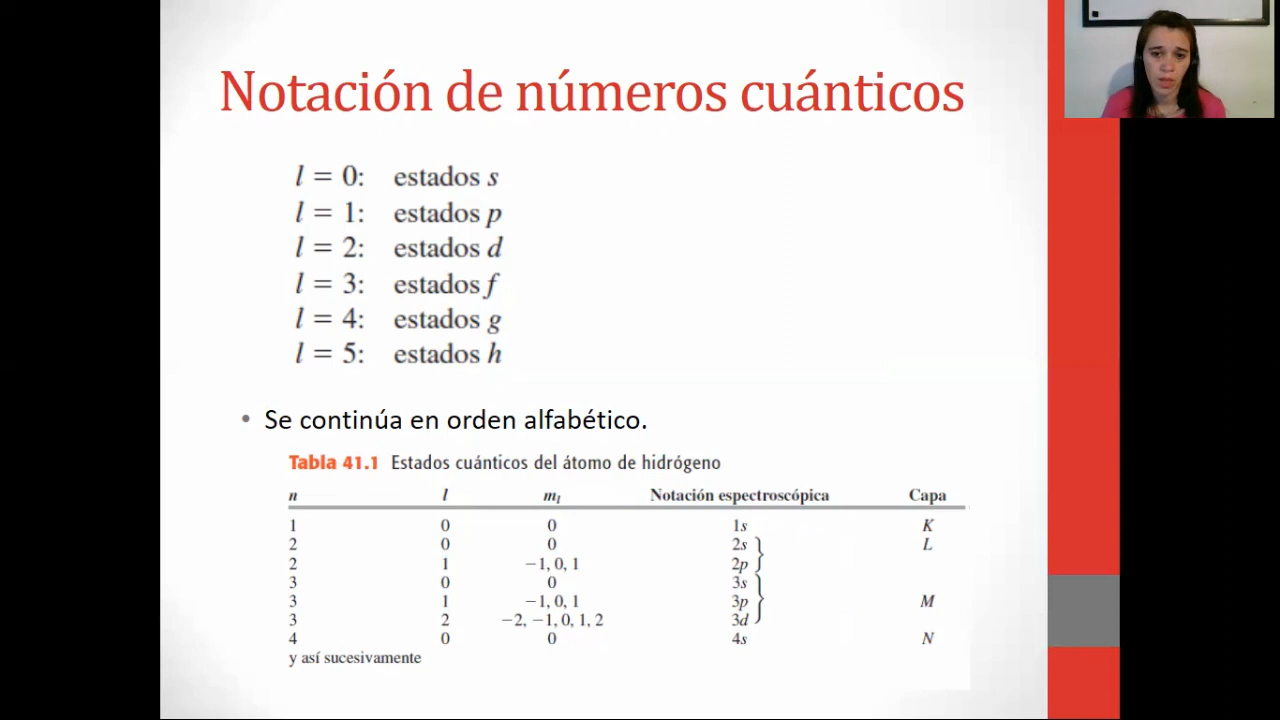 Notación de números cuánticos
l = 0: estados s
l = 1: estados p
l = 2: estados d
l = 3: estados f
l = 4: estados g
l = 5: estados h
• Se continúa en orden alfabético.
Tabla 41.1 Estados cuánticos del átomo de hidrógeno
n l mₗ Notación espectroscópica Capa
1 0 0 1s K
2 0 0 2s L
2 1 −1, 0, 1 2p
3 0 0 3s
3 1 −1, 0, 1 3p M
3 2 −2, −1, 0, 1, 2 3d
4 0 0 4s N
y así sucesivamente